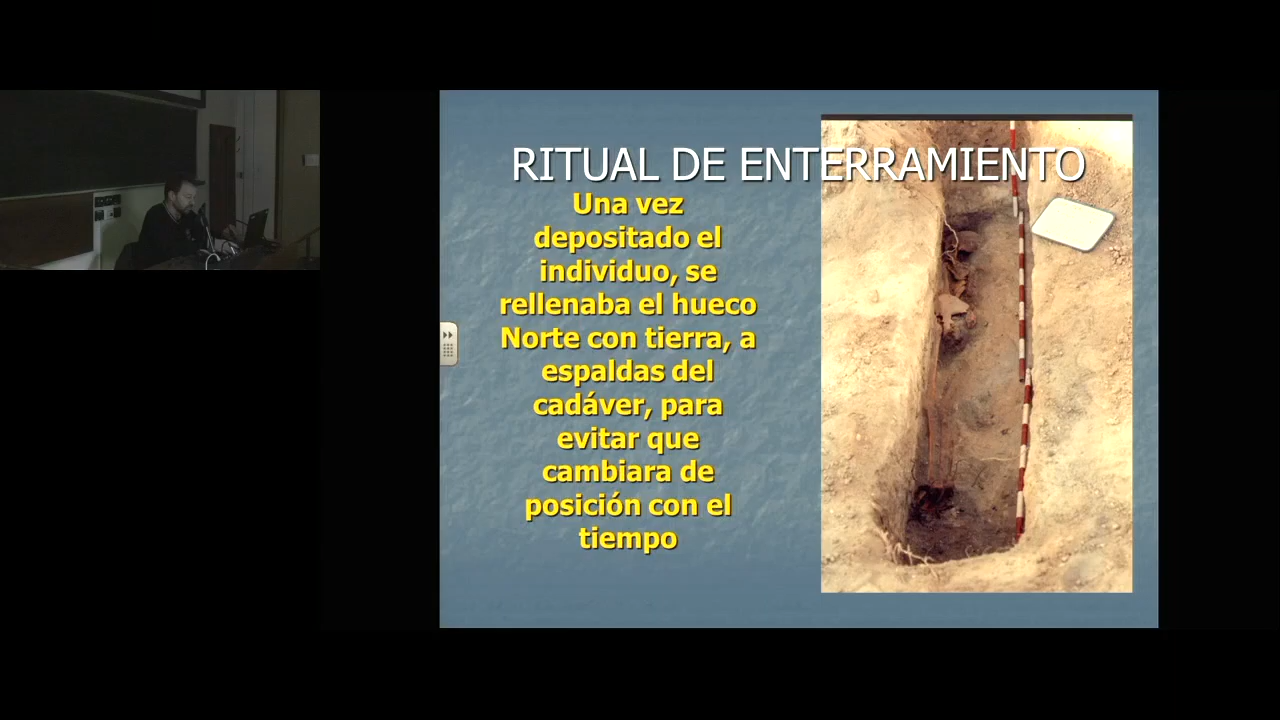 RITUAL DE ENTERRAMIENTO
Una vez
depositado el
individuo, se
rellenaba el hueco
Norte con tierra, a
espaldas del
cadáver, para
evitar que
cambiara de
posición con el
tiempo